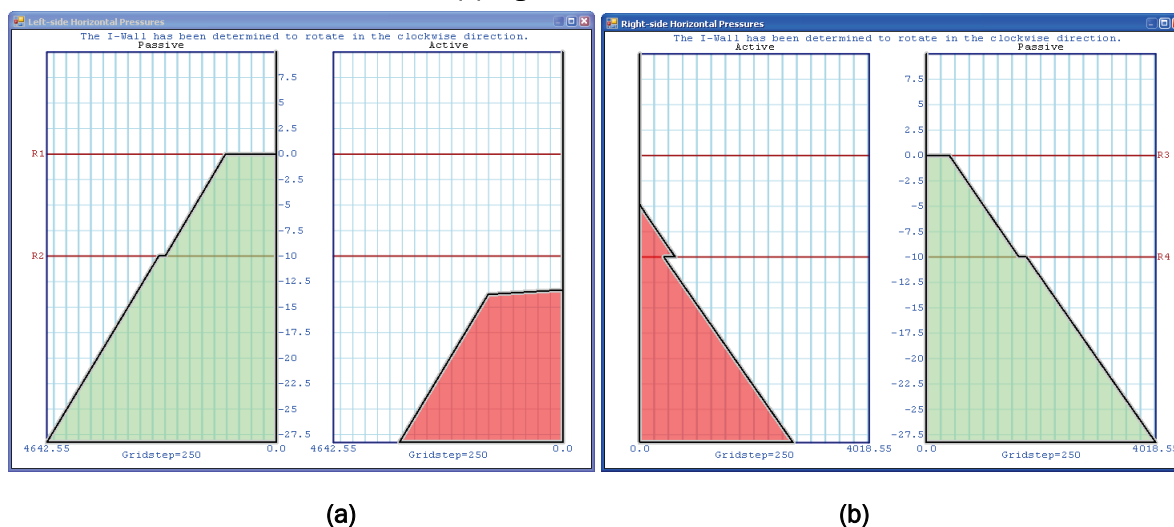 Left-side Horizontal Pressures
The I-Wall has been determined to rotate in the clockwise direction.
Passive
Active
7.5
5
2.5
R1
0.0
-2.5
-5
-7.5
R2
-10
-12.5
-15
-17.5
-20
-22.5
-25
-27.5
4642.55
0.0
4642.55
0.0
Gridstep=250
Gridstep=250
(a)
Right-side Horizontal Pressures
The I-Wall has been determined to rotate in the clockwise direction.
Active
Passive
7.5
5
2.5
0.0
R3
-2.5
-5
-7.5
-10
R4
-12.5
-15
-17.5
-20
-22.5
-25
-27.5
0.0
4018.55
0.0
4018.55
Gridstep=250
Gridstep=250
(b)